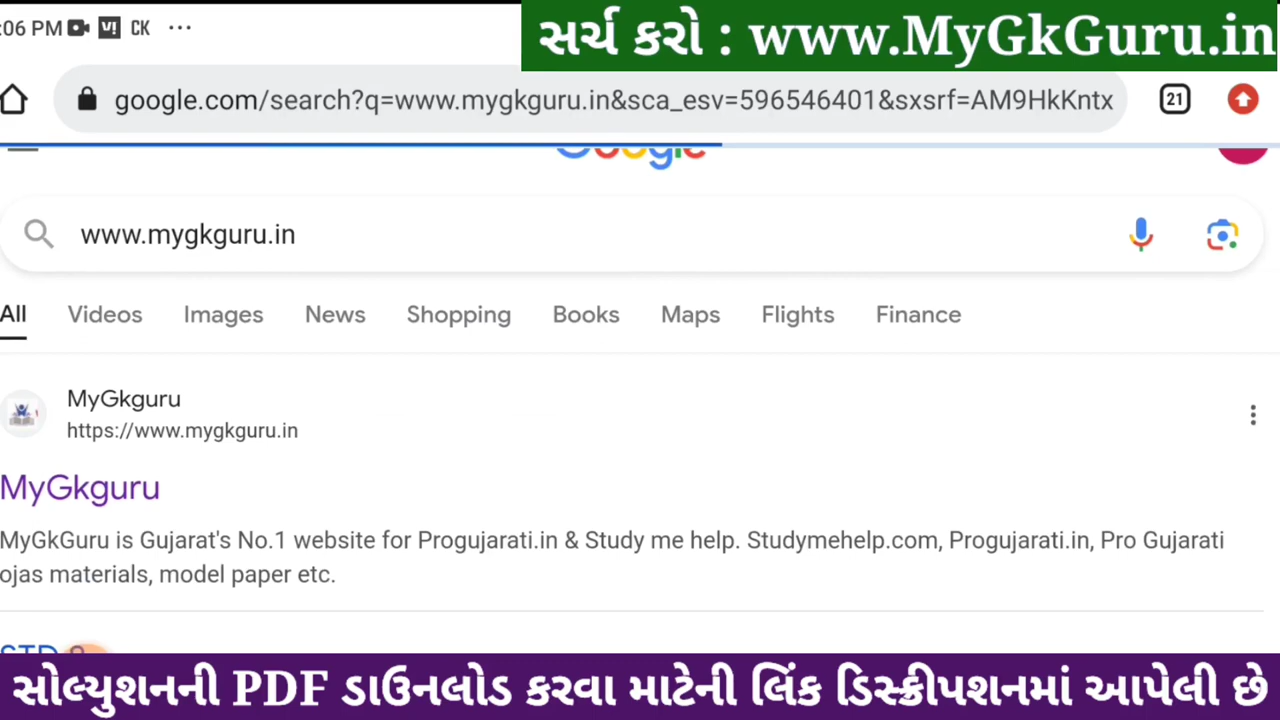 :06 PM V! CK ...
સર્ચ કરો : www.MyGkGuru.in
google.com/search?q=www.mygkguru.in&sca_esv=596546401&sxsrf=AM9HkKntx
21
Google
www.mygkguru.in
All Videos Images News Shopping Books Maps Flights Finance
MyGkguru
https://www.mygkguru.in
MyGkguru
MyGkGuru is Gujarat's No.1 website for Progujarati.in & Study me help. Studymehelp.com, Progujarati.in, Pro Gujarati
ojas materials, model paper etc.
સોલ્યુશનની PDF ડાઉનલોડ કરવા માટેની લિંક ડિસ્ક્રીપશનમાં આપેલી છે